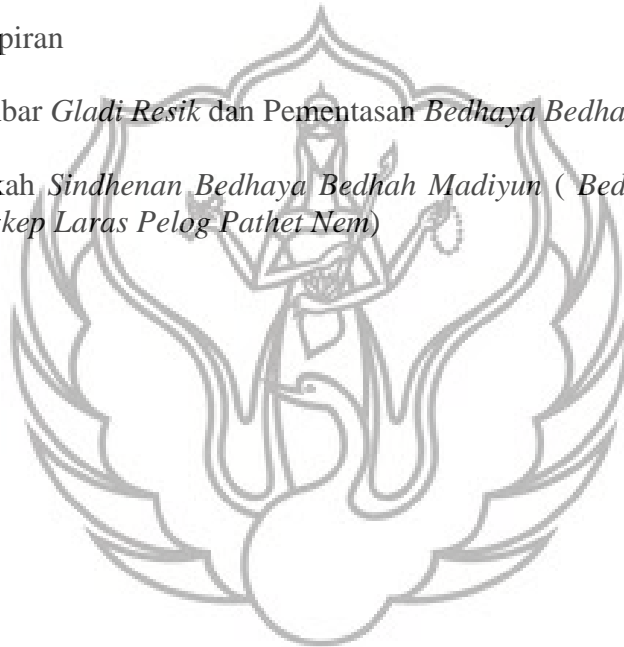 piran
bar Gladi Resik dan Pementasan Bedhaya Bedha
kah Sindhenan Bedhaya Bedhah Madiyun ( Bed
kep Laras Pelog Pathet Nem)